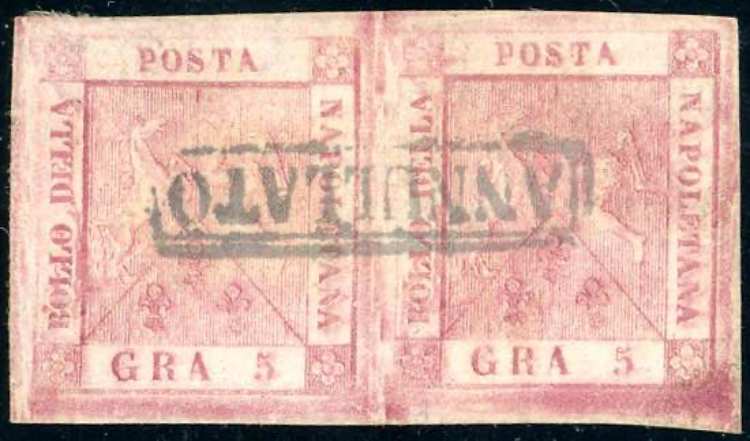 POSTA
BOLLO DELLA
NAPOLETANA
GRA 5
POSTA
BOLLO DELLA
NAPOLETANA
GRA 5
ANNULLATO